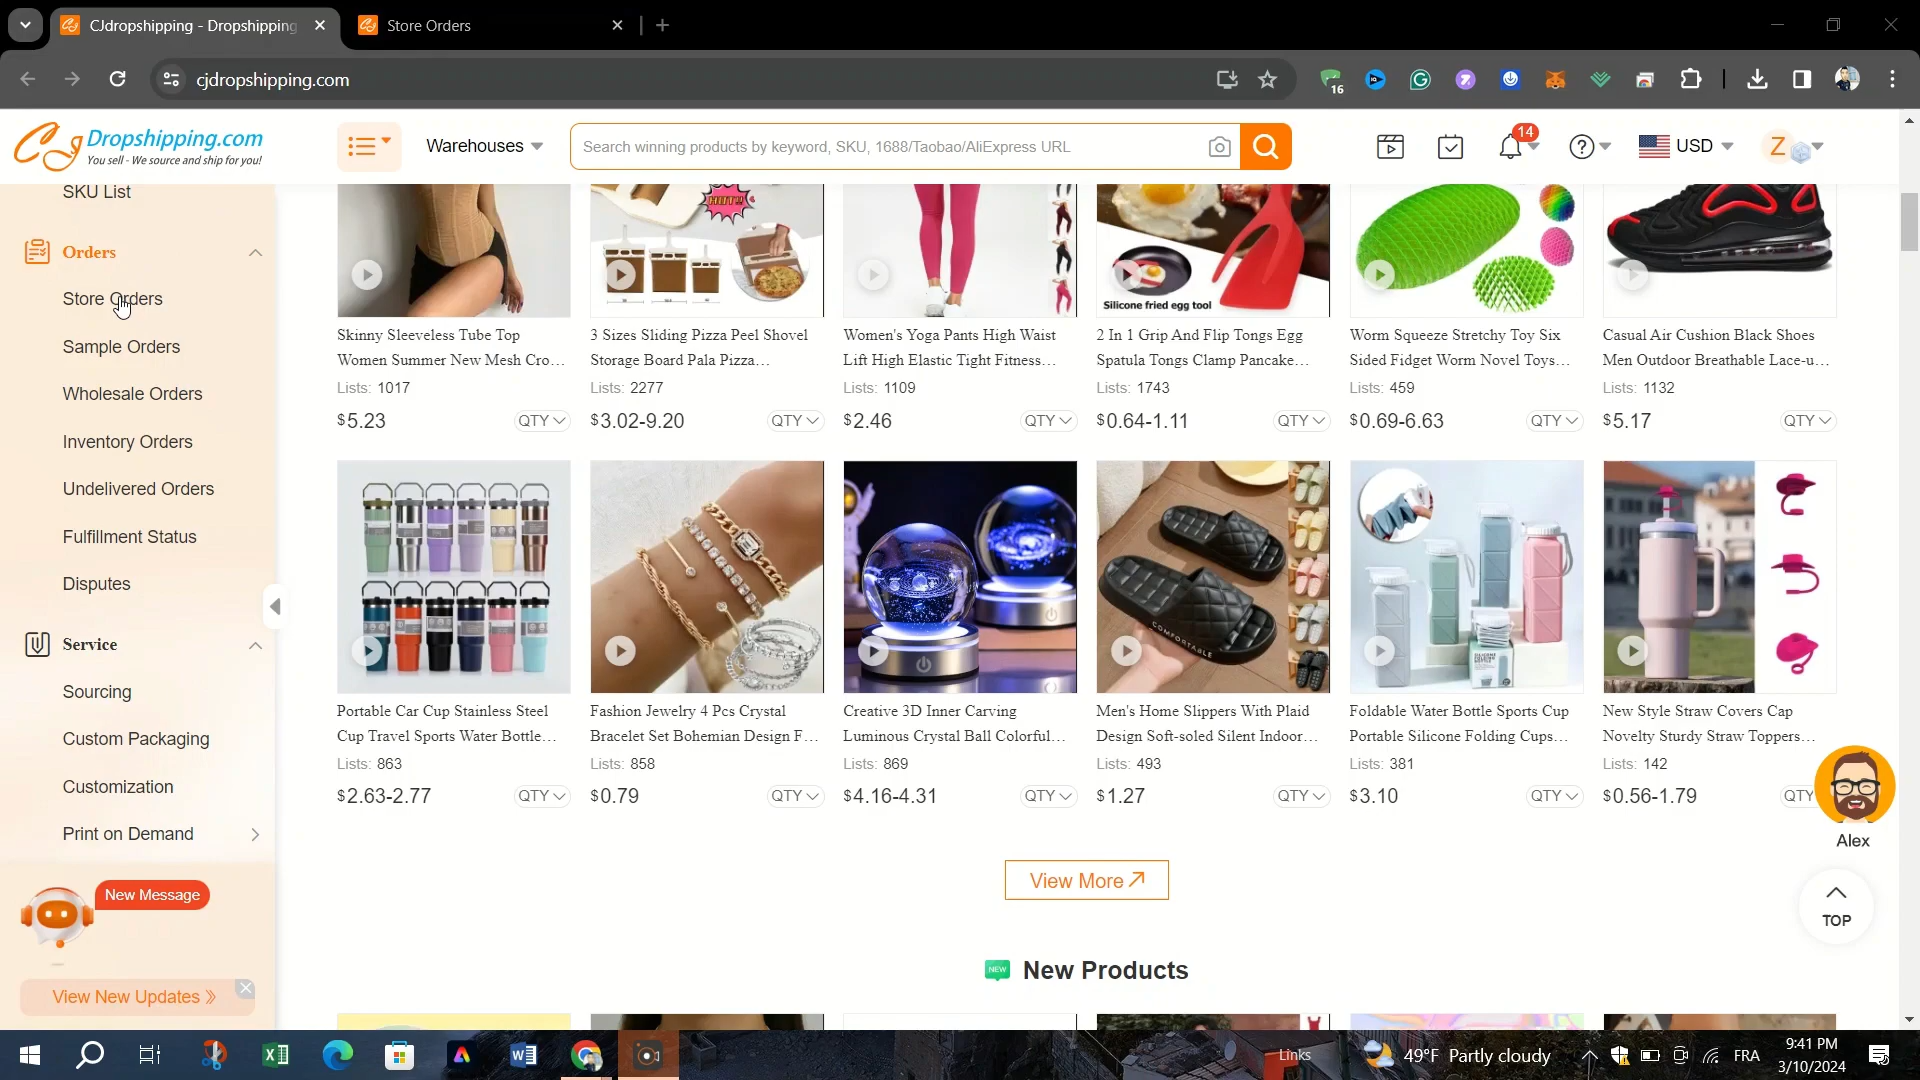 CJdropshipping - Dropshipping
Store Orders
cjdropshipping.com
16
CJ Dropshipping.com
You sell - We source and ship for you!
Warehouses
Search winning products by keyword, SKU, 1688/Taobao/AliExpress URL
14
USD
Z
SKU List
Orders
Store Orders
Sample Orders
Wholesale Orders
Inventory Orders
Undelivered Orders
Fulfillment Status
Disputes
Service
Sourcing
Custom Packaging
Customization
Print on Demand
New Message
View New Updates
HOT!!
Silicone fried egg tool
Skinny Sleeveless Tube Top
Women Summer New Mesh Cro...
Lists: 1017
$5.23
QTY
3 Sizes Sliding Pizza Peel Shovel
Storage Board Pala Pizza...
Lists: 2277
$3.02-9.20
QTY
Women's Yoga Pants High Waist
Lift High Elastic Tight Fitness...
Lists: 1109
$2.46
QTY
2 In 1 Grip And Flip Tongs Egg
Spatula Tongs Clamp Pancake...
Lists: 1743
$0.64-1.11
QTY
Worm Squeeze Stretchy Toy Six
Sided Fidget Worm Novel Toys...
Lists: 459
$0.69-6.63
QTY
Casual Air Cushion Black Shoes
Men Outdoor Breathable Lace-u...
Lists: 1132
$5.17
QTY
COMFORTABLE
Portable Car Cup Stainless Steel
Cup Travel Sports Water Bottle...
Lists: 863
$2.63-2.77
QTY
Fashion Jewelry 4 Pcs Crystal
Bracelet Set Bohemian Design F...
Lists: 858
$0.79
QTY
Creative 3D Inner Carving
Luminous Crystal Ball Colorful...
Lists: 869
$4.16-4.31
QTY
Men's Home Slippers With Plaid
Design Soft-soled Silent Indoor...
Lists: 493
$1.27
QTY
Foldable Water Bottle Sports Cup
Portable Silicone Folding Cups...
Lists: 381
$3.10
QTY
New Style Straw Covers Cap
Novelty Sturdy Straw Toppers...
Lists: 142
$0.56-1.79
QTY
Alex
TOP
View More
NEW
New Products
Links
49°F Partly cloudy
FRA
9:41 PM
3/10/2024